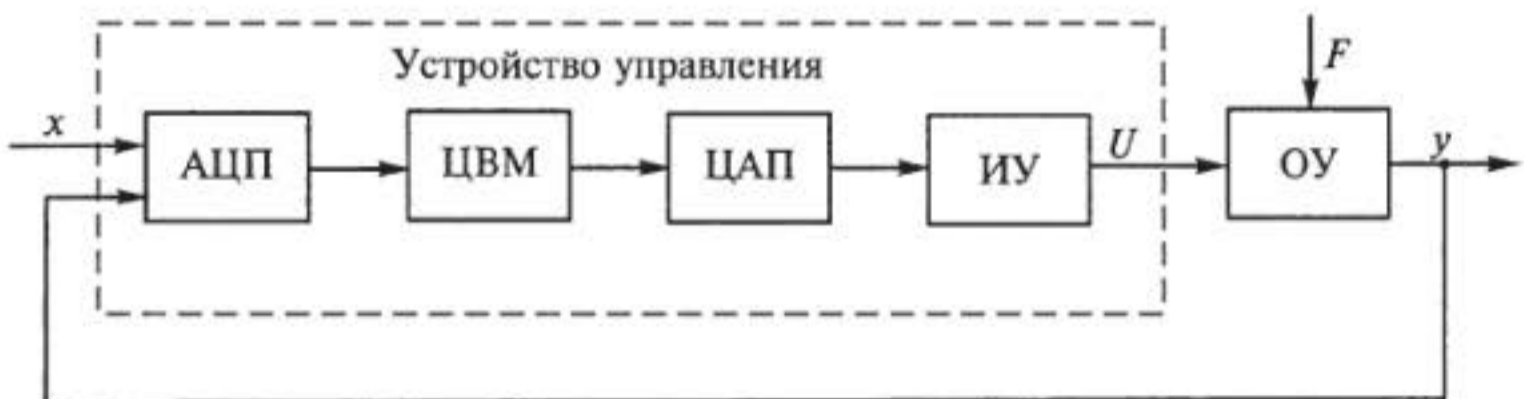 Устройство управления
F
x
АЦП
ЦВМ
ЦАП
ИУ
U
ОУ
y